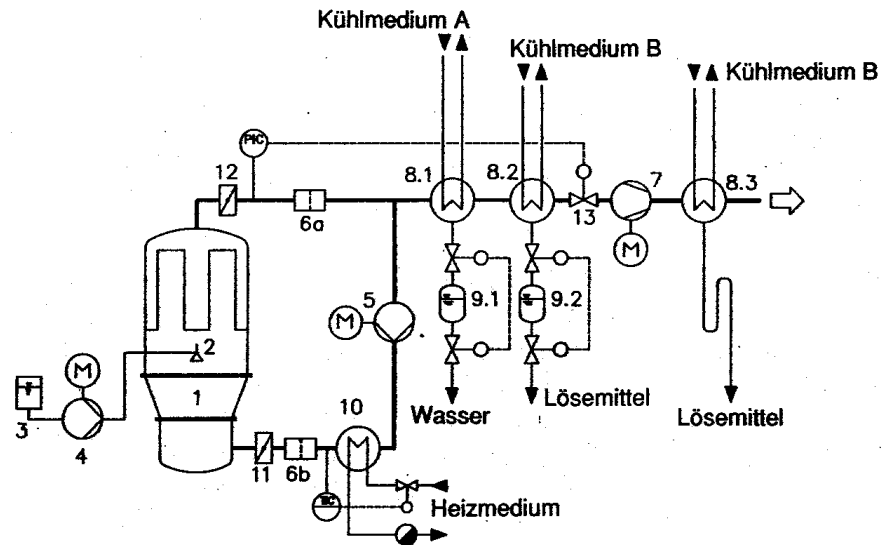 Kühlmedium A
Kühlmedium B
Kühlmedium B
PIC
12
6a
8.1
8.2
13
7
8.3
M
5
M
9.1
9.2
2
M
1
3
4
10
11
6b
Wasser
Lösemittel
Lösemittel
Heizmedium